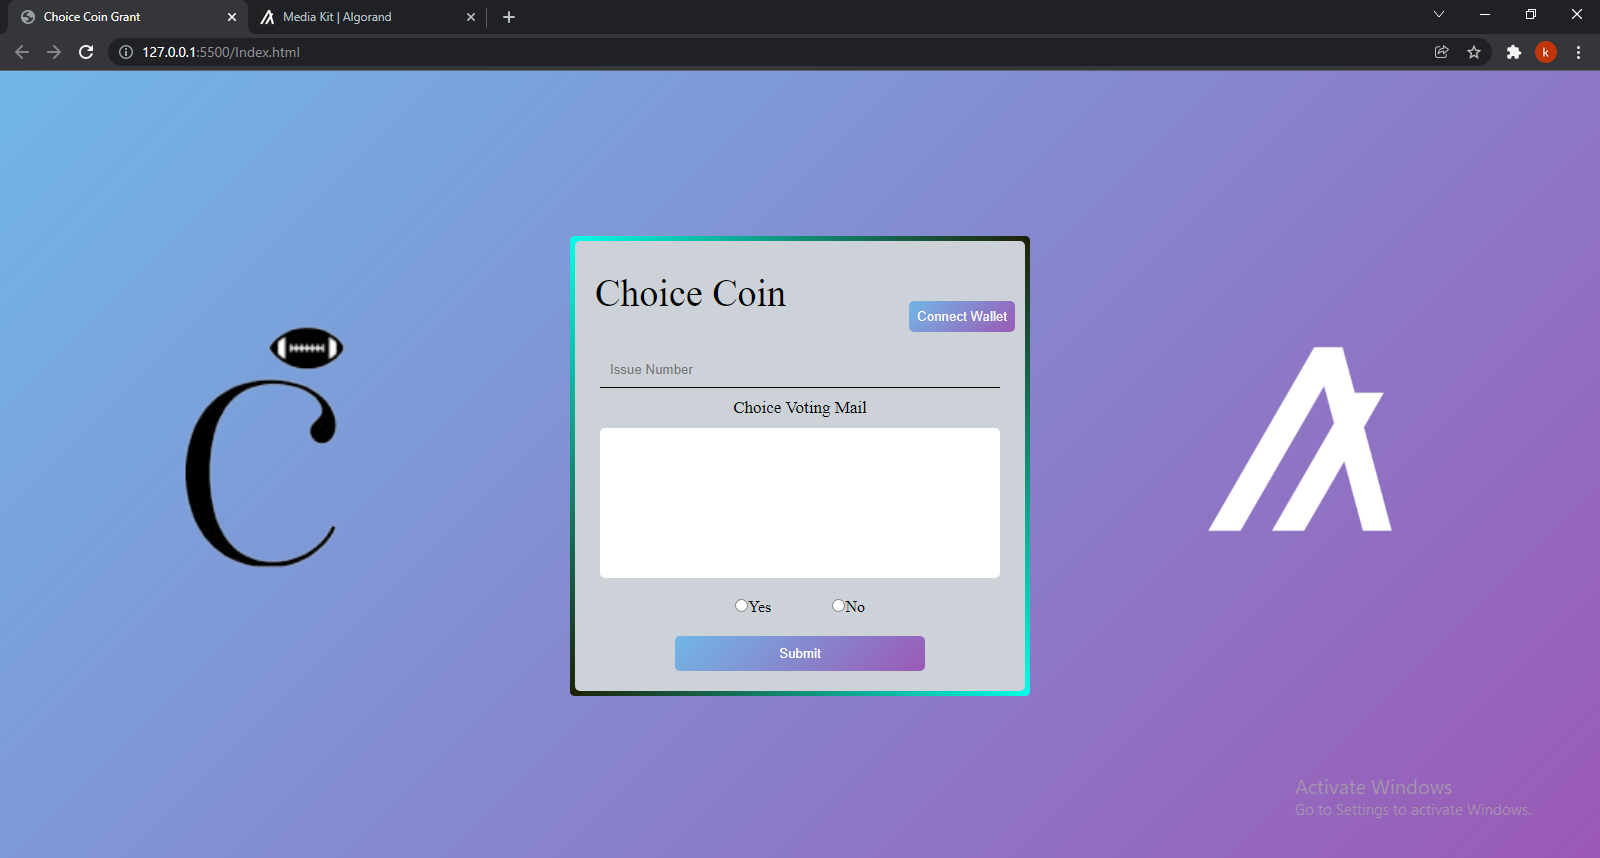 Choice Coin Grant
Media Kit | Algorand
127.0.0.1:5500/Index.html
k
Choice Coin
Connect Wallet
Issue Number
Choice Voting Mail
Yes
No
Submit
Activate Windows
Go to Settings to activate Windows.